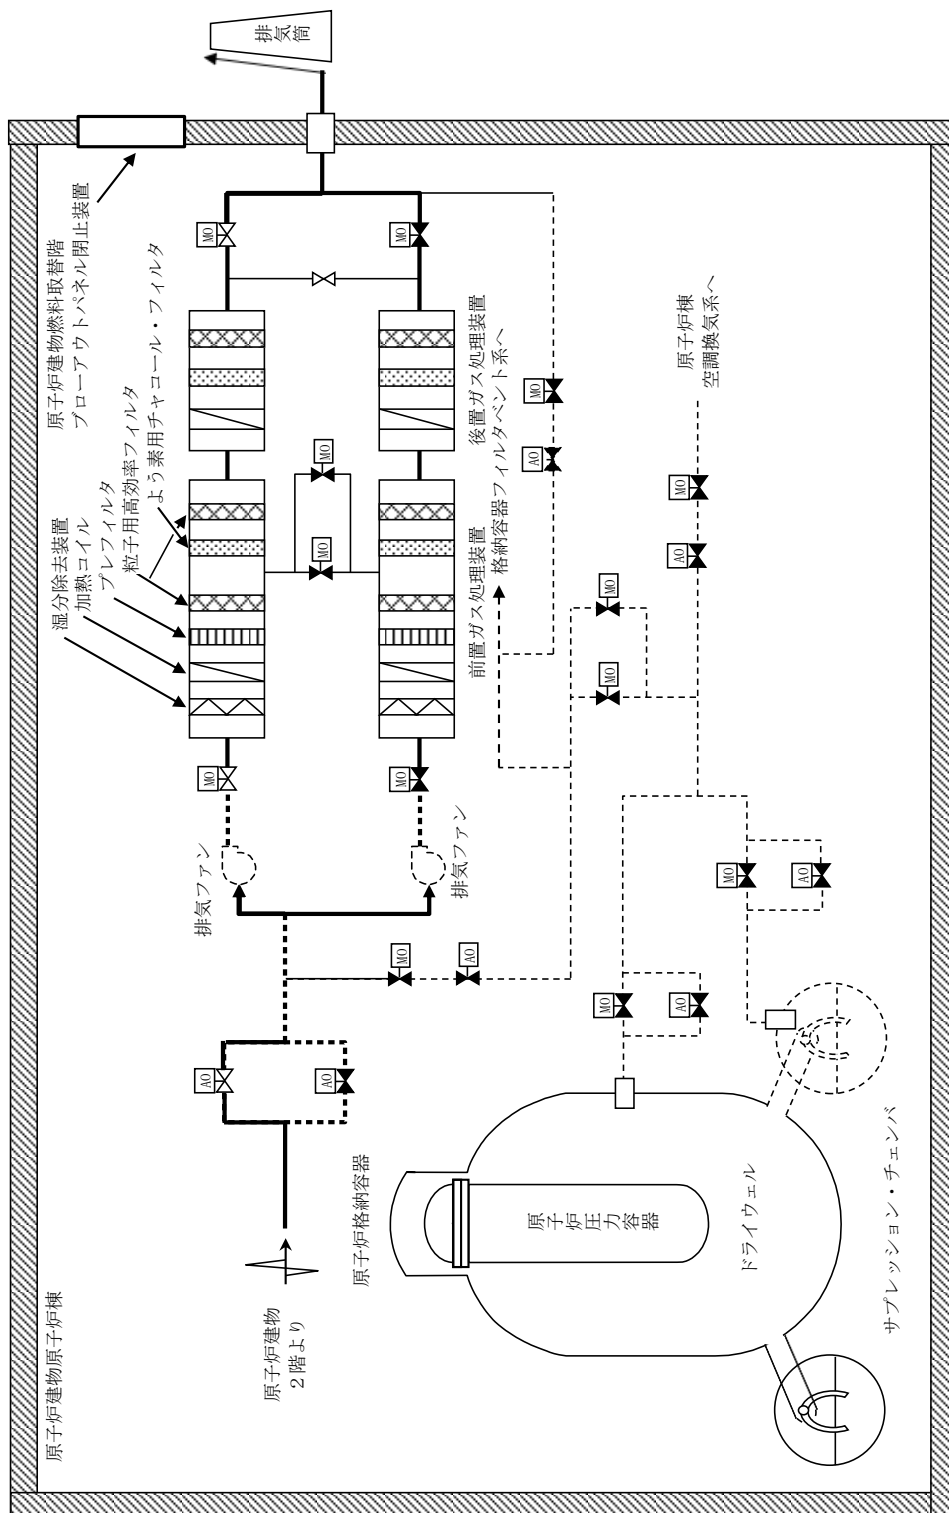 排気筒
原子炉建物燃料取替階
ブローアウトパネル閉止装置
湿分除去装置
加熱コイル
プレフィルタ
粒子用高効率フィルタ
よう素用チャコール・フィルタ
MO
MO
MO
MO
MO
MO
後置ガス処理装置
前置ガス処理装置
格納容器フィルタベント系へ
MO
AO
原子炉棟
空調換気系へ
MO
AO
MO
MO
排気ファン
排気ファン
MO
AO
AO
AO
MO
AO
MO
AO
原子炉建物
2階より
原子炉格納容器
原子炉圧力容器
ドライウェル
サプレッション・チェンバ
原子炉建物原子炉棟